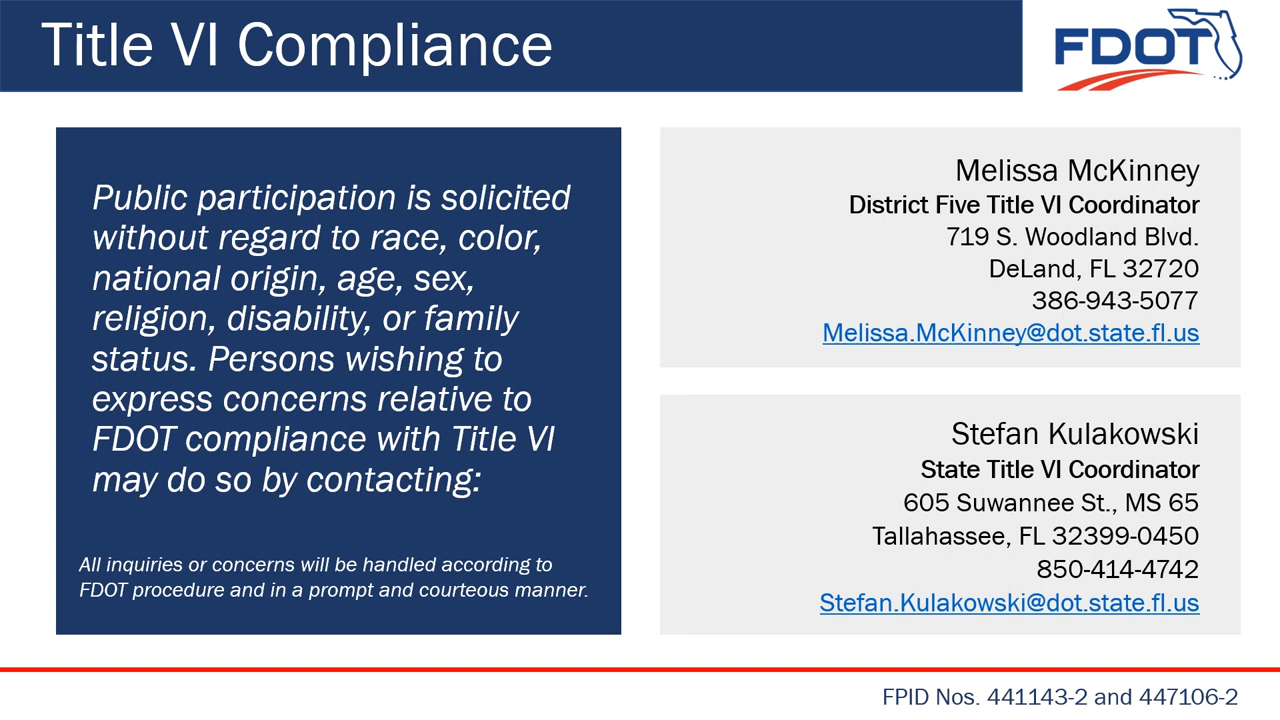 Title VI Compliance
FDOT
Public participation is solicited
without regard to race, color,
national origin, age, sex,
religion, disability, or family
status. Persons wishing to
express concerns relative to
FDOT compliance with Title VI
may do so by contacting:
All inquiries or concerns will be handled according to
FDOT procedure and in a prompt and courteous manner.
Melissa McKinney
District Five Title VI Coordinator
719 S. Woodland Blvd.
DeLand, FL 32720
386-943-5077
Melissa.McKinney@dot.state.fl.us
Stefan Kulakowski
State Title VI Coordinator
605 Suwannee St., MS 65
Tallahassee, FL 32399-0450
850-414-4742
Stefan.Kulakowski@dot.state.fl.us
FPID Nos. 441143-2 and 447106-2